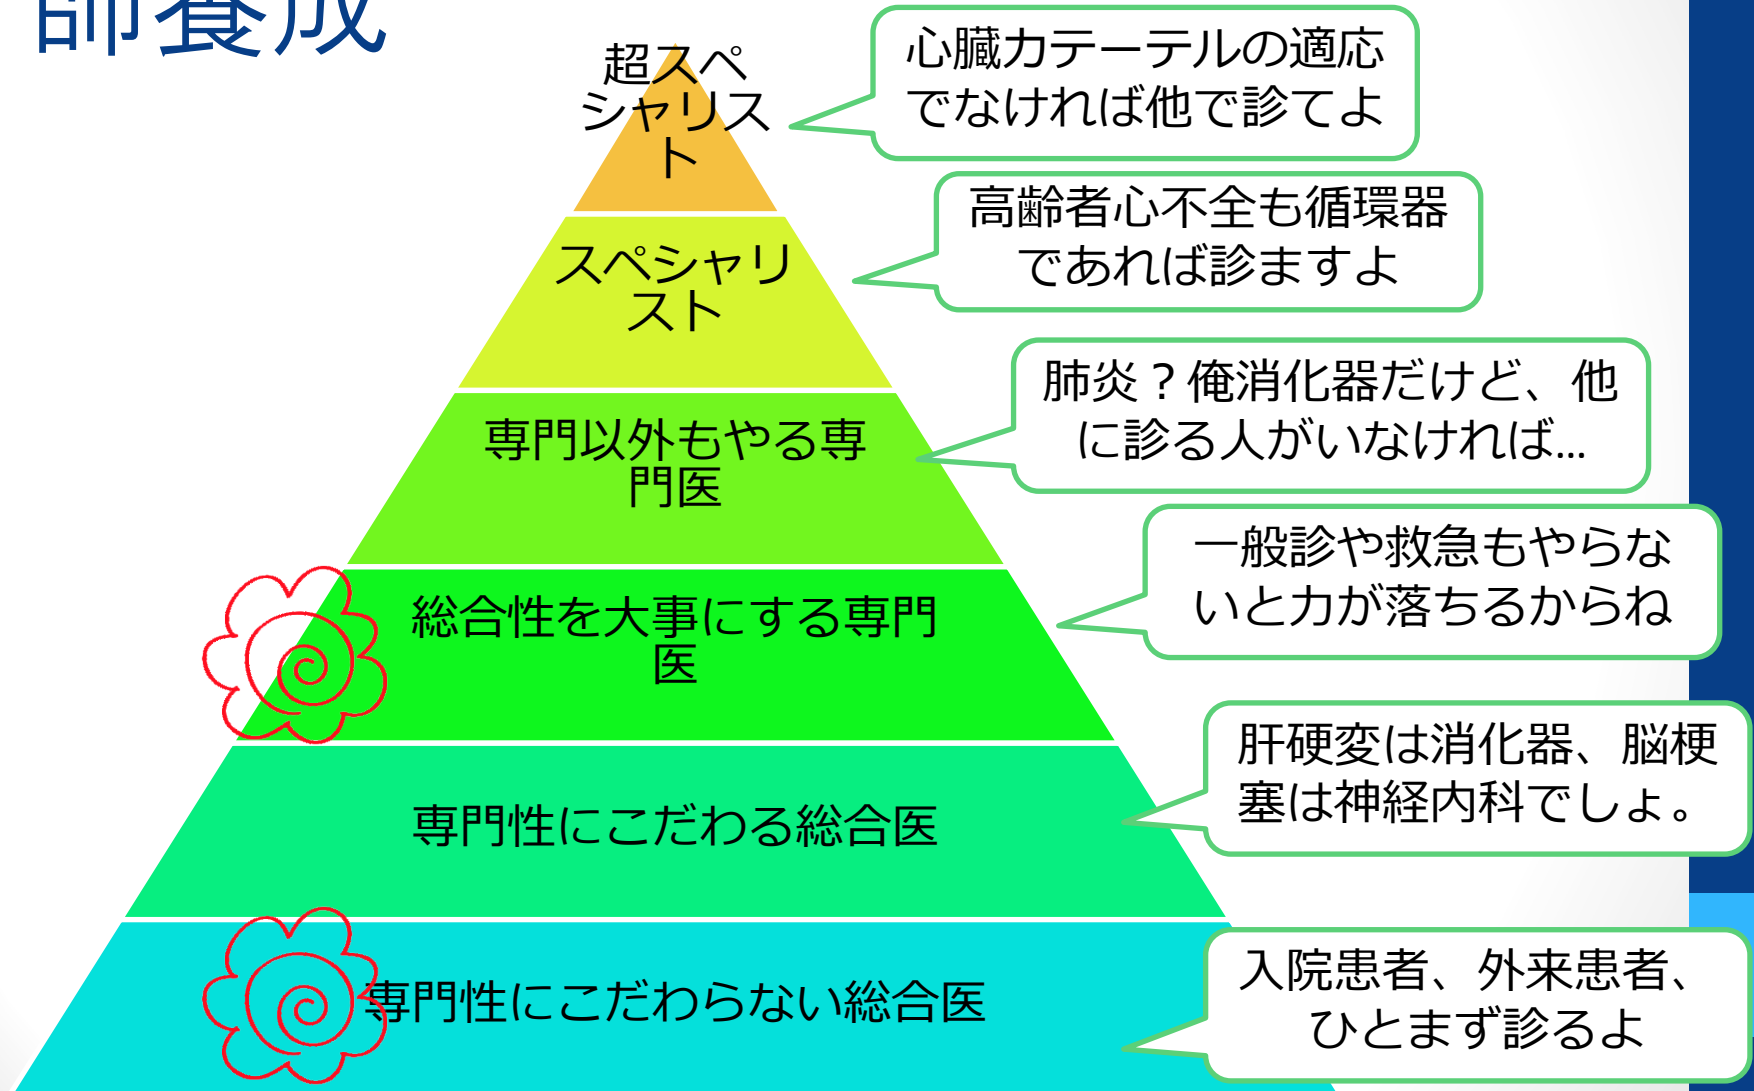 師養成
超スペ
シャリス
ト
心臓カテーテルの適応
でなければ他で診てよ
スペシャリ
スト
高齢者心不全も循環器
であれば診ますよ
専門以外もやる専
門医
肺炎？俺消化器だけど、他
に診る人がいなければ...
総合性を大事にする専門
医
一般診や救急もやらな
いと力が落ちるからね
専門性にこだわる総合医
肝硬変は消化器、脳梗
塞は神経内科でしょ。
専門性にこだわらない総合医
入院患者、外来患者、
ひとまず診るよ